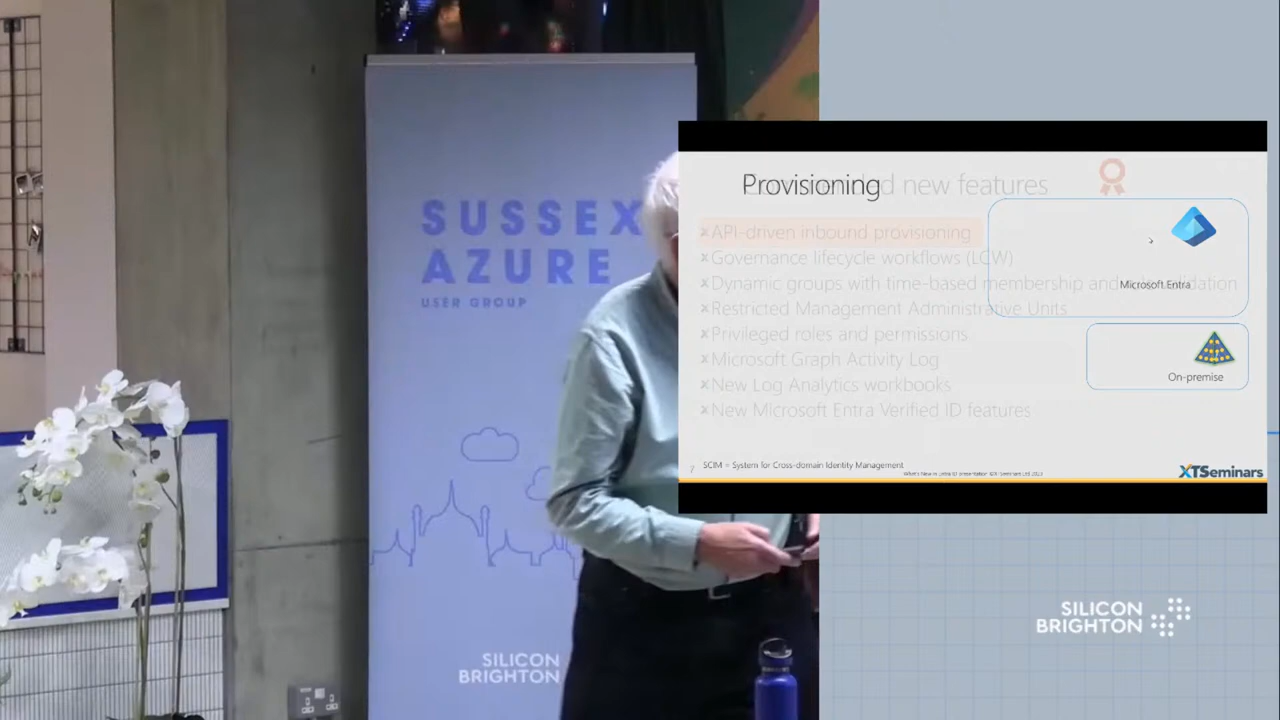 SUSSEX
AZURE
USER GROUP
SILICON
BRIGHTON
Provisioning
new features
API-driven inbound provisioning
Governance lifecycle workflows (LCW)
Dynamic groups with time-based membership and
Restricted Management Administrative Units
Privileged roles and permissions
Microsoft Graph Activity Log
New Log Analytics workbooks
New Microsoft Entra Verified ID features
Microsoft Entra
On-premise
7
SCIM = System for Cross-domain Identity Management
XTSeminars
SILICON
BRIGHTON